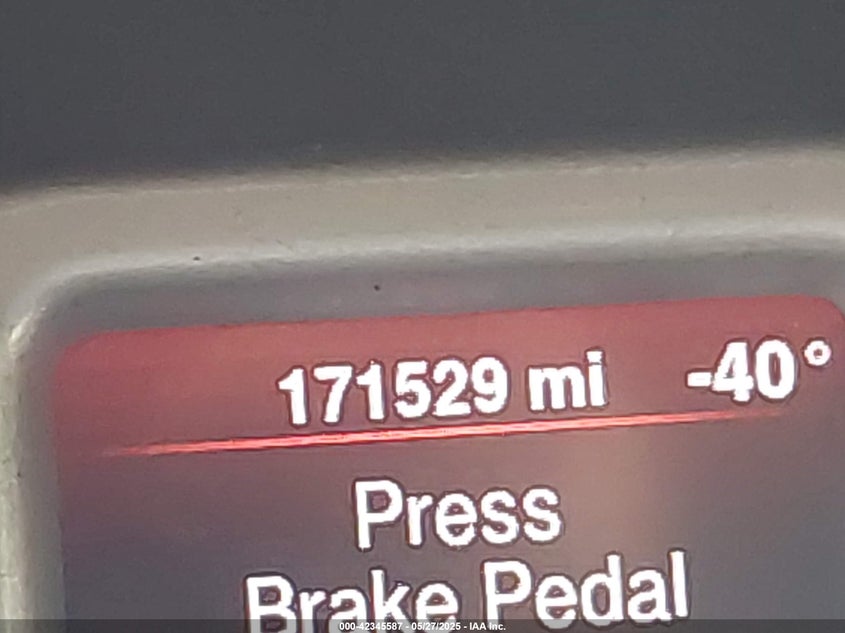 171529 mi -40°
Press
Brake Pedal
000-42345587 - 05/27/2025 - IAA Inc.